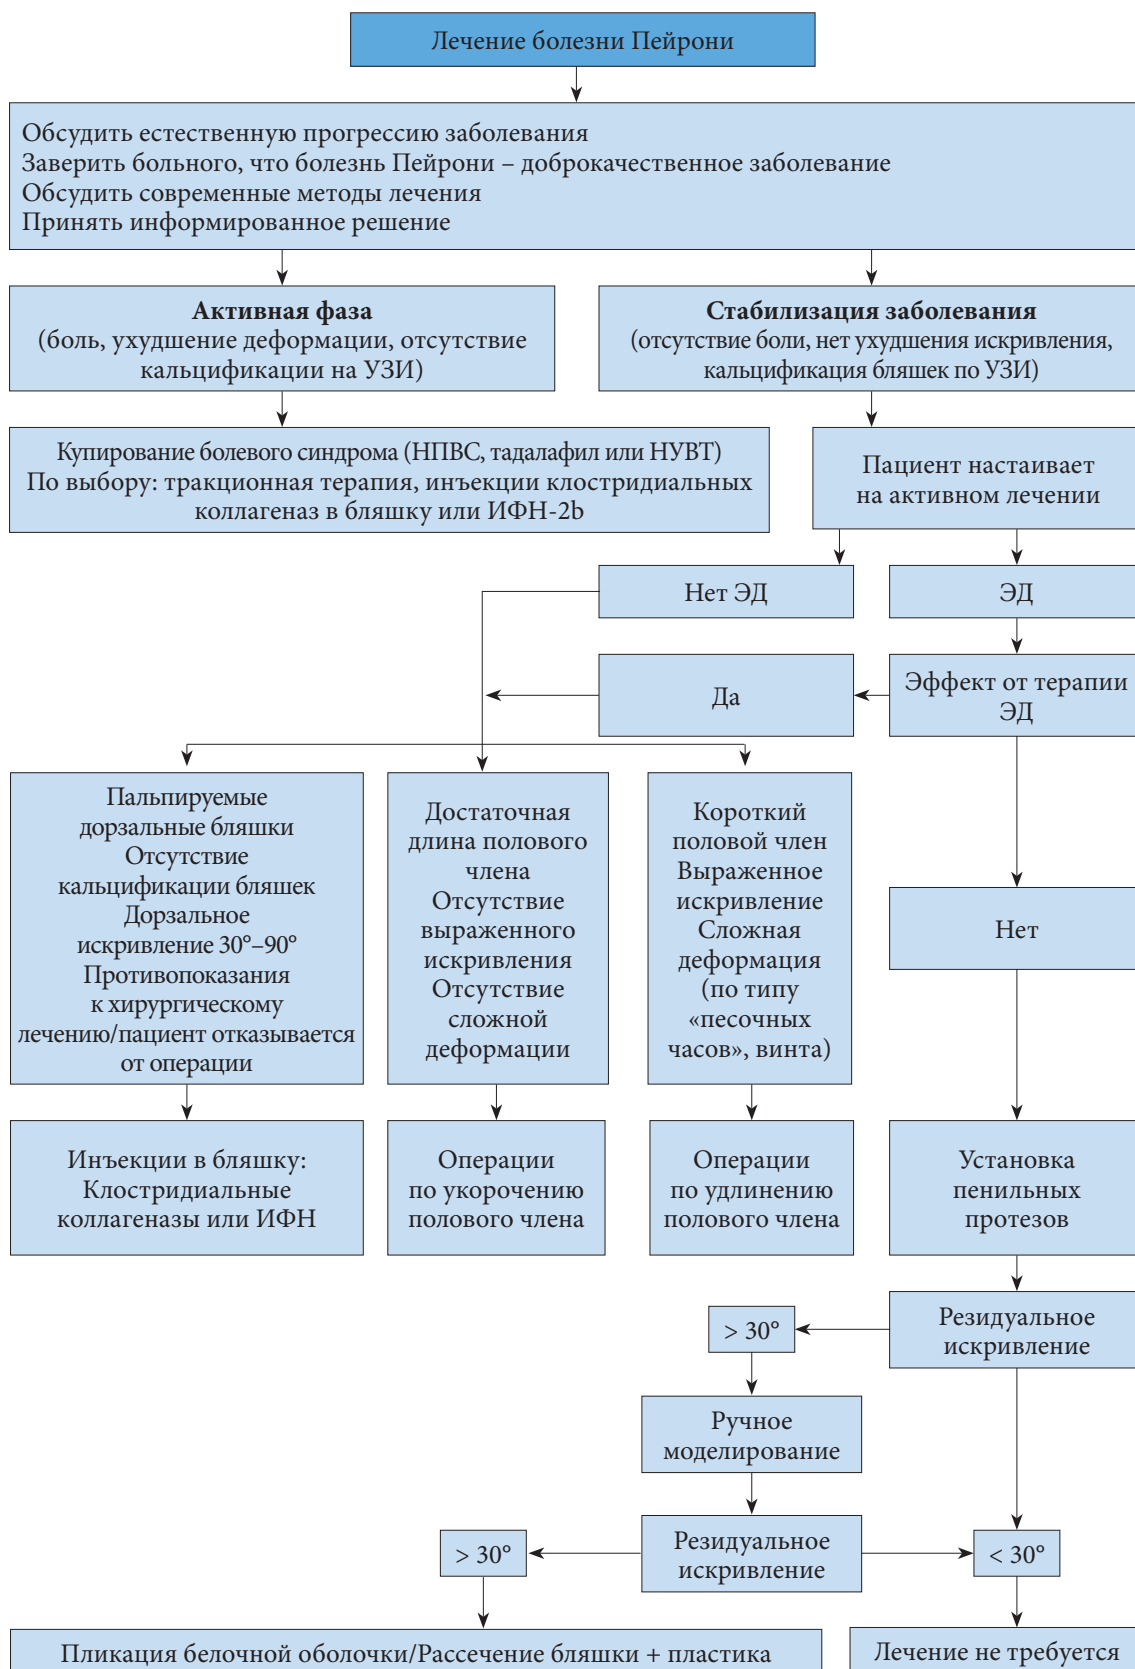 Лечение болезни Пейрони
Обсудить естественную прогрессию заболевания
Заверить больного, что болезнь Пейрони – доброкачественное заболевание
Обсудить современные методы лечения
Принять информированное решение
Активная фаза
(боль, ухудшение деформации, отсутствие
кальцификации на УЗИ)
Стабилизация заболевания
(отсутствие боли, нет ухудшения искривления,
кальцификация бляшек по УЗИ)
Купирование болевого синдрома (НПВС, тадалафил или НУВТ)
По выбору: тракционная терапия, инъекции клостридиальных
коллагеназ в бляшку или ИФН-2b
Пациент настаивает
на активном лечении
Нет ЭД
ЭД
Да
Эффект от терапии
ЭД
Пальпируемые
дорзальные бляшки
Отсутствие
кальцификации бляшек
Дорзальное
искривление 30°–90°
Противопоказания
к хирургическому
лечению/пациент отказывается
от операции
Достаточная
длина полового
члена
Отсутствие
выраженного
искривления
Отсутствие
сложной
деформации
Короткий
половой член
Выраженное
искривление
Сложная
деформация
(по типу
«песочных
часов», винта)
Нет
Инъекции в бляшку:
Клостридиальные
коллагеназы или ИФН
Операции
по укорочению
полового члена
Операции
по удлинению
полового члена
Установка
пенильных
протезов
> 30°
Резидуальное
искривление
Ручное
моделирование
> 30°
Резидуальное
искривление
< 30°
Пликация белочной оболочки/Рассечение бляшки + пластика
Лечение не требуется